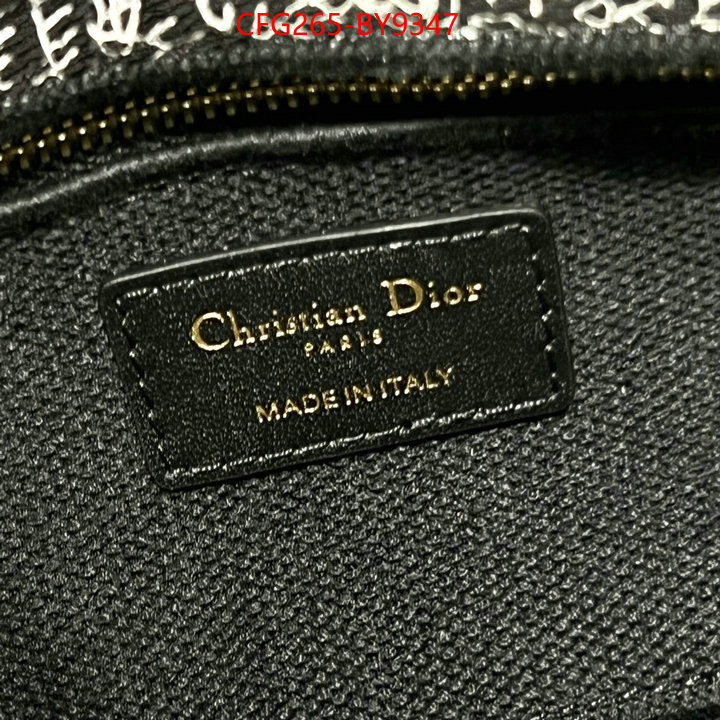 CFG265-BY9347
Christian Dior
PARIS
MADE IN ITALY